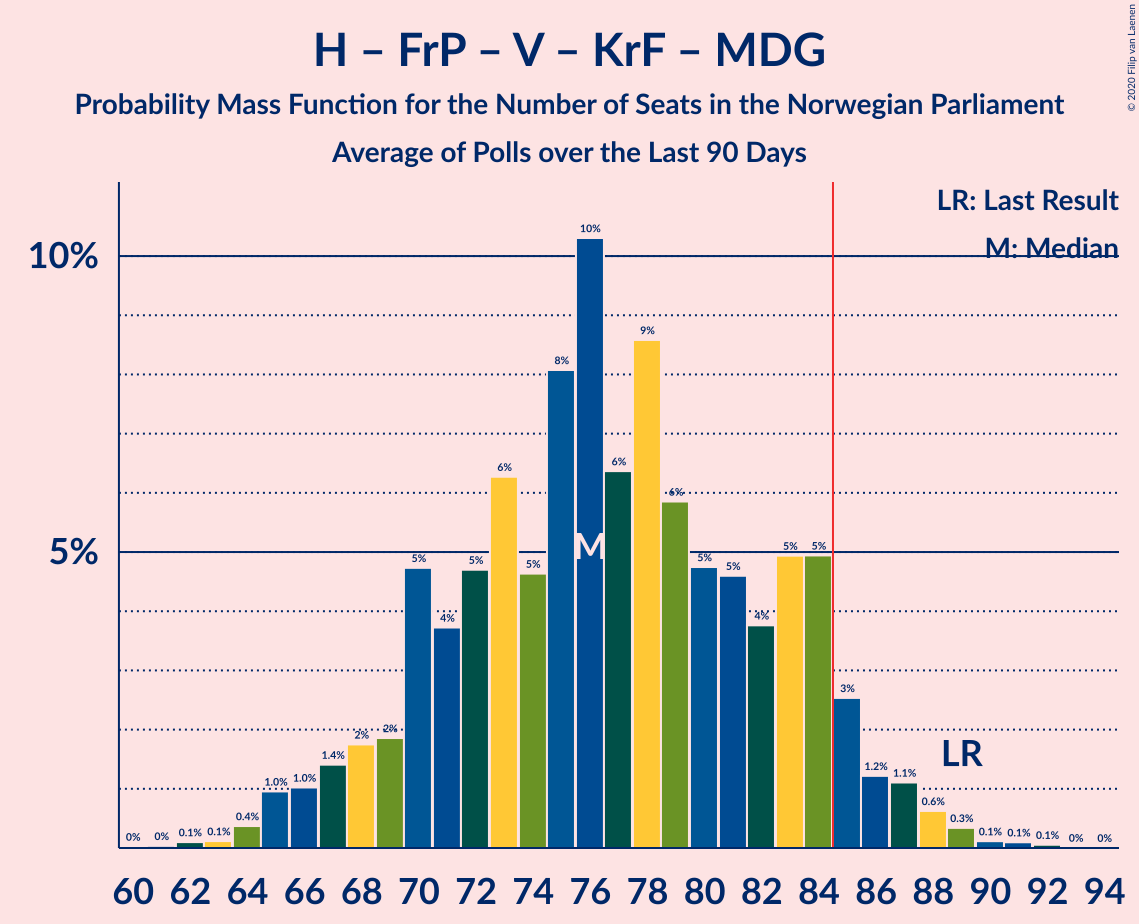 H – FrP – V – KrF – MDG
Probability Mass Function for the Number of Seats in the Norwegian Parliament
Average of Polls over the Last 90 Days
© 2020 Filip van Laenen
LR: Last Result
M: Median
10%
5%
0% 0% 0.1% 0.1% 0.4% 1.0% 1.0% 1.4% 2% 2% 5% 4% 5% 6% 5% 8% 10% 6% 9% 6% 5% 5% 4% 5% 5% 3% 1.2% 1.1% 0.6% 0.3% 0.1% 0.1% 0.1% 0% 0%
M
LR
60 62 64 66 68 70 72 74 76 78 80 82 84 86 88 90 92 94